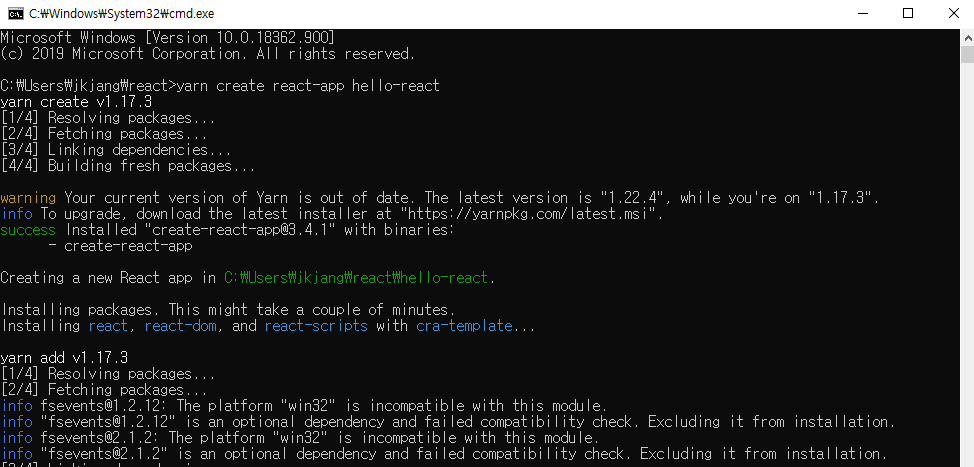 C:₩Windows₩System32₩cmd.exe
Microsoft Windows [Version 10.0.18362.900]
(c) 2019 Microsoft Corporation. All rights reserved.
C:₩Users₩jkjang₩react>yarn create react-app hello-react
yarn create v1.17.3
[1/4] Resolving packages...
[2/4] Fetching packages...
[3/4] Linking dependencies...
[4/4] Building fresh packages...
warning Your current version of Yarn is out of date. The latest version is "1.22.4", while you're on "1.17.3".
info To upgrade, download the latest installer at "https://yarnpkg.com/latest.msi".
success Installed "create-react-app@3.4.1" with binaries:
- create-react-app
Creating a new React app in C:₩Users₩jkjang₩react₩hello-react.
Installing packages. This might take a couple of minutes.
Installing react, react-dom, and react-scripts with cra-template...
yarn add v1.17.3
[1/4] Resolving packages...
[2/4] Fetching packages...
info fsevents@1.2.12: The platform "win32" is incompatible with this module.
info "fsevents@1.2.12" is an optional dependency and failed compatibility check. Excluding it from installation.
info fsevents@2.1.2: The platform "win32" is incompatible with this module.
info "fsevents@2.1.2" is an optional dependency and failed compatibility check. Excluding it from installation.